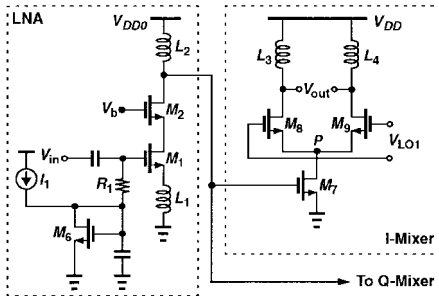 LNA
V_DD0
L_2
V_b
M_2
V_in
M_1
I_1
R_1
L_1
M_6
V_DD
L_3
L_4
V_out
M_8
M_9
P
V_LO1
M_7
I-Mixer
To Q-Mixer